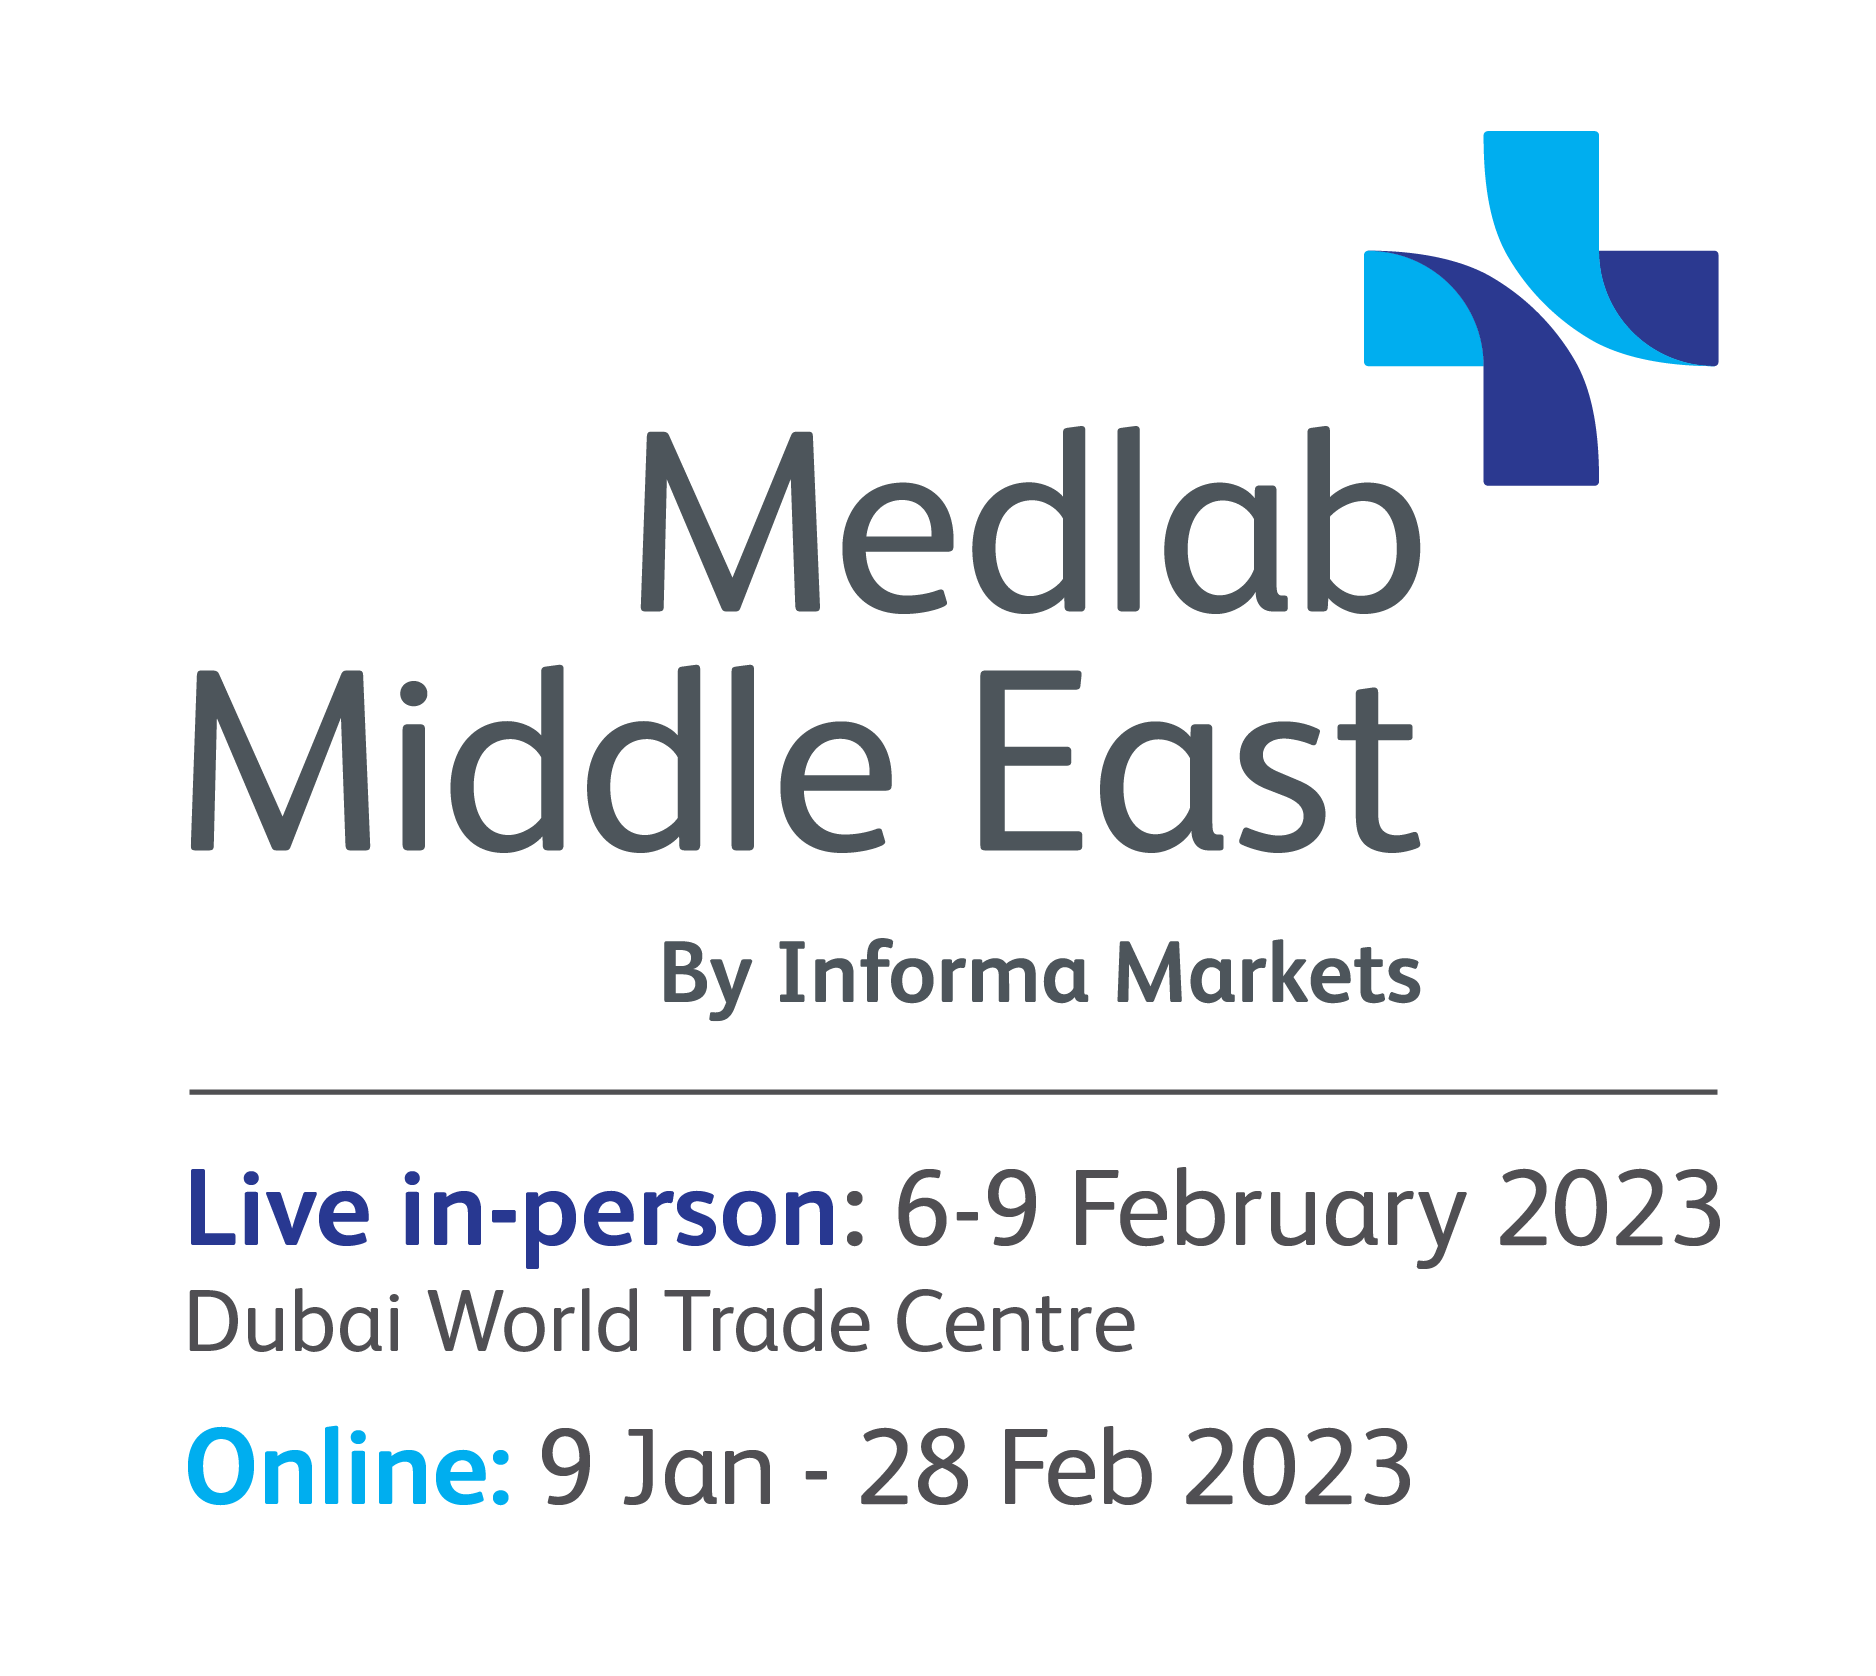 Medlab
Middle East
By Informa Markets
Live in-person: 6-9 February 2023
Dubai World Trade Centre
Online: 9 Jan - 28 Feb 2023